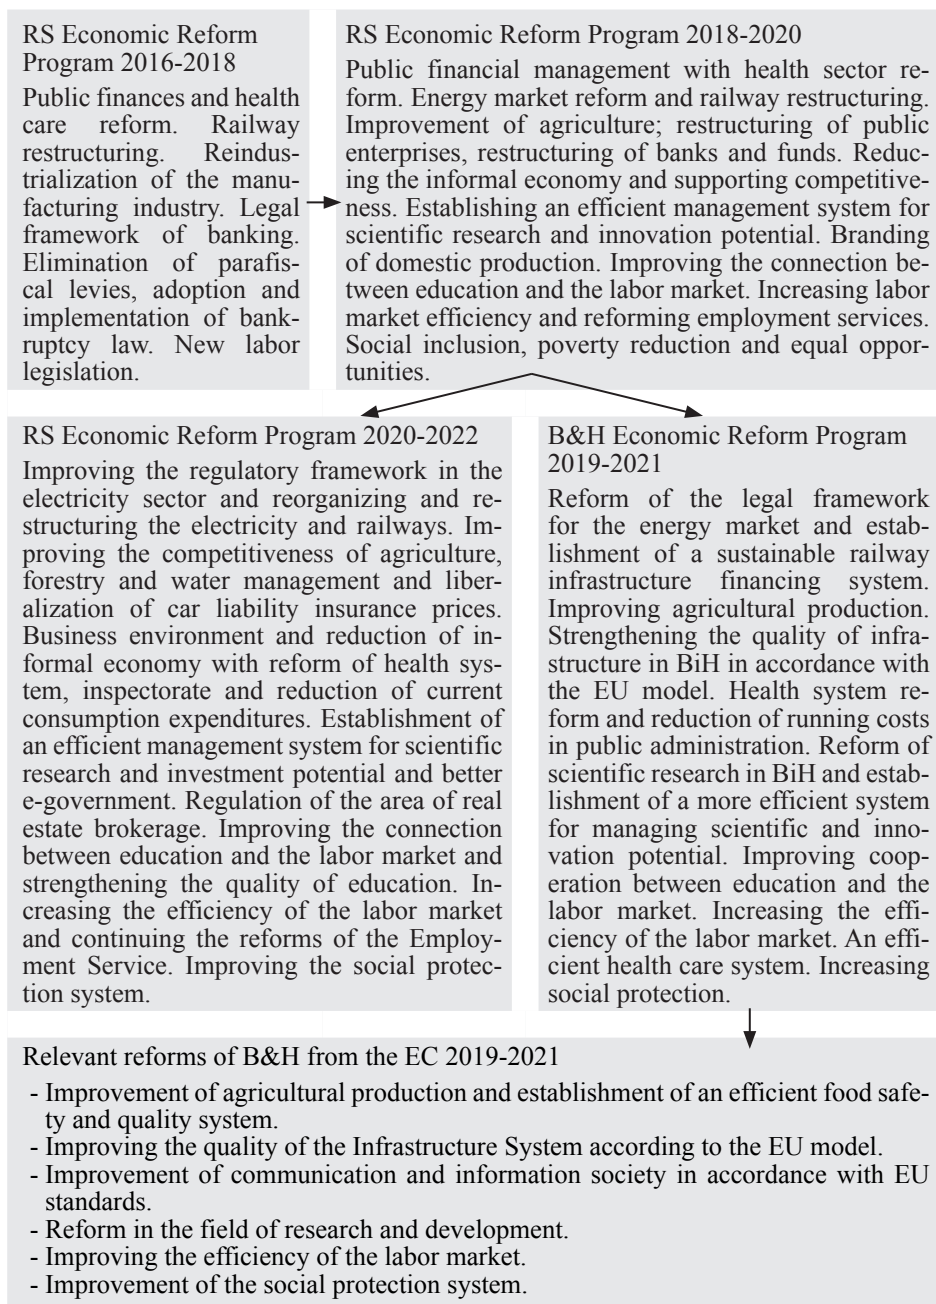 RS Economic Reform
Program 2016-2018
Public finances and health
care reform. Railway
restructuring. Reindus-
trialization of the manu-
facturing industry. Legal
framework of banking.
Elimination of parafis-
cal levies, adoption and
implementation of bank-
ruptcy law. New labor
legislation.
RS Economic Reform Program 2018-2020
Public financial management with health sector re-
form. Energy market reform and railway restructuring.
Improvement of agriculture; restructuring of public
enterprises, restructuring of banks and funds. Reduc-
ing the informal economy and supporting competitive-
ness. Establishing an efficient management system for
scientific research and innovation potential. Branding
of domestic production. Improving the connection be-
tween education and the labor market. Increasing labor
market efficiency and reforming employment services.
Social inclusion, poverty reduction and equal oppor-
tunities.
RS Economic Reform Program 2020-2022
Improving the regulatory framework in the
electricity sector and reorganizing and re-
structuring the electricity and railways. Im-
proving the competitiveness of agriculture,
forestry and water management and liber-
alization of car liability insurance prices.
Business environment and reduction of in-
formal economy with reform of health sys-
tem, inspectorate and reduction of current
consumption expenditures. Establishment of
an efficient management system for scientific
research and investment potential and better
e-government. Regulation of the area of real
estate brokerage. Improving the connection
between education and the labor market and
strengthening the quality of education. In-
creasing the efficiency of the labor market
and continuing the reforms of the Employ-
ment Service. Improving the social protec-
tion system.
B&H Economic Reform Program
2019-2021
Reform of the legal framework
for the energy market and estab-
lishment of a sustainable railway
infrastructure financing system.
Improving agricultural production.
Strengthening the quality of infra-
structure in BiH in accordance with
the EU model. Health system re-
form and reduction of running costs
in public administration. Reform of
scientific research in BiH and estab-
lishment of a more efficient system
for managing scientific and inno-
vation potential. Improving coop-
eration between education and the
labor market. Increasing the effi-
ciency of the labor market. An effi-
cient health care system. Increasing
social protection.
Relevant reforms of B&H from the EC 2019-2021
- Improvement of agricultural production and establishment of an efficient food safe-
ty and quality system.
- Improving the quality of the Infrastructure System according to the EU model.
- Improvement of communication and information society in accordance with EU
standards.
- Reform in the field of research and development.
- Improving the efficiency of the labor market.
- Improvement of the social protection system.